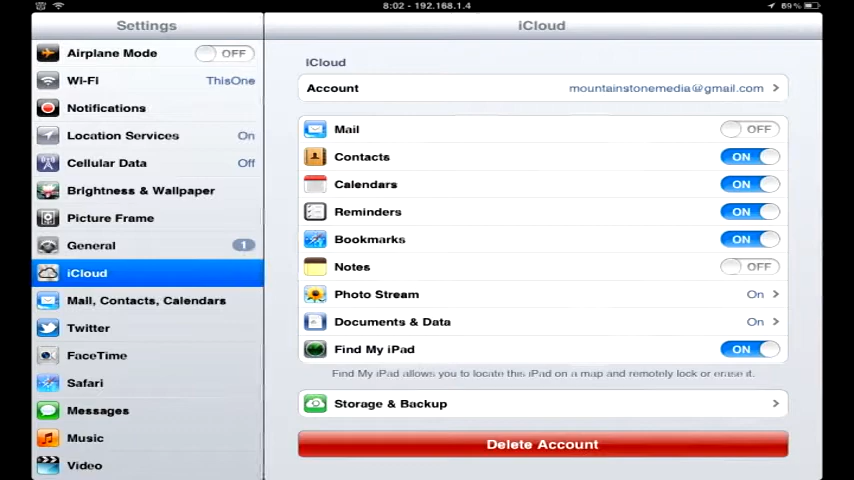 8:02 - 192.168.1.4
89%
Settings
Airplane Mode OFF
Wi-Fi ThisOne
Notifications
Location Services On
Cellular Data Off
Brightness & Wallpaper
Picture Frame
General 1
iCloud
Mail, Contacts, Calendars
Twitter
FaceTime
Safari
Messages
Music
Video
iCloud
iCloud
Account mountainstonemedia@gmail.com
Mail OFF
Contacts ON
Calendars ON
Reminders ON
Bookmarks ON
Notes OFF
Photo Stream On
Documents & Data On
Find My iPad ON
Find My iPad allows you to locate this iPad on a map and remotely lock or erase it.
Storage & Backup
Delete Account